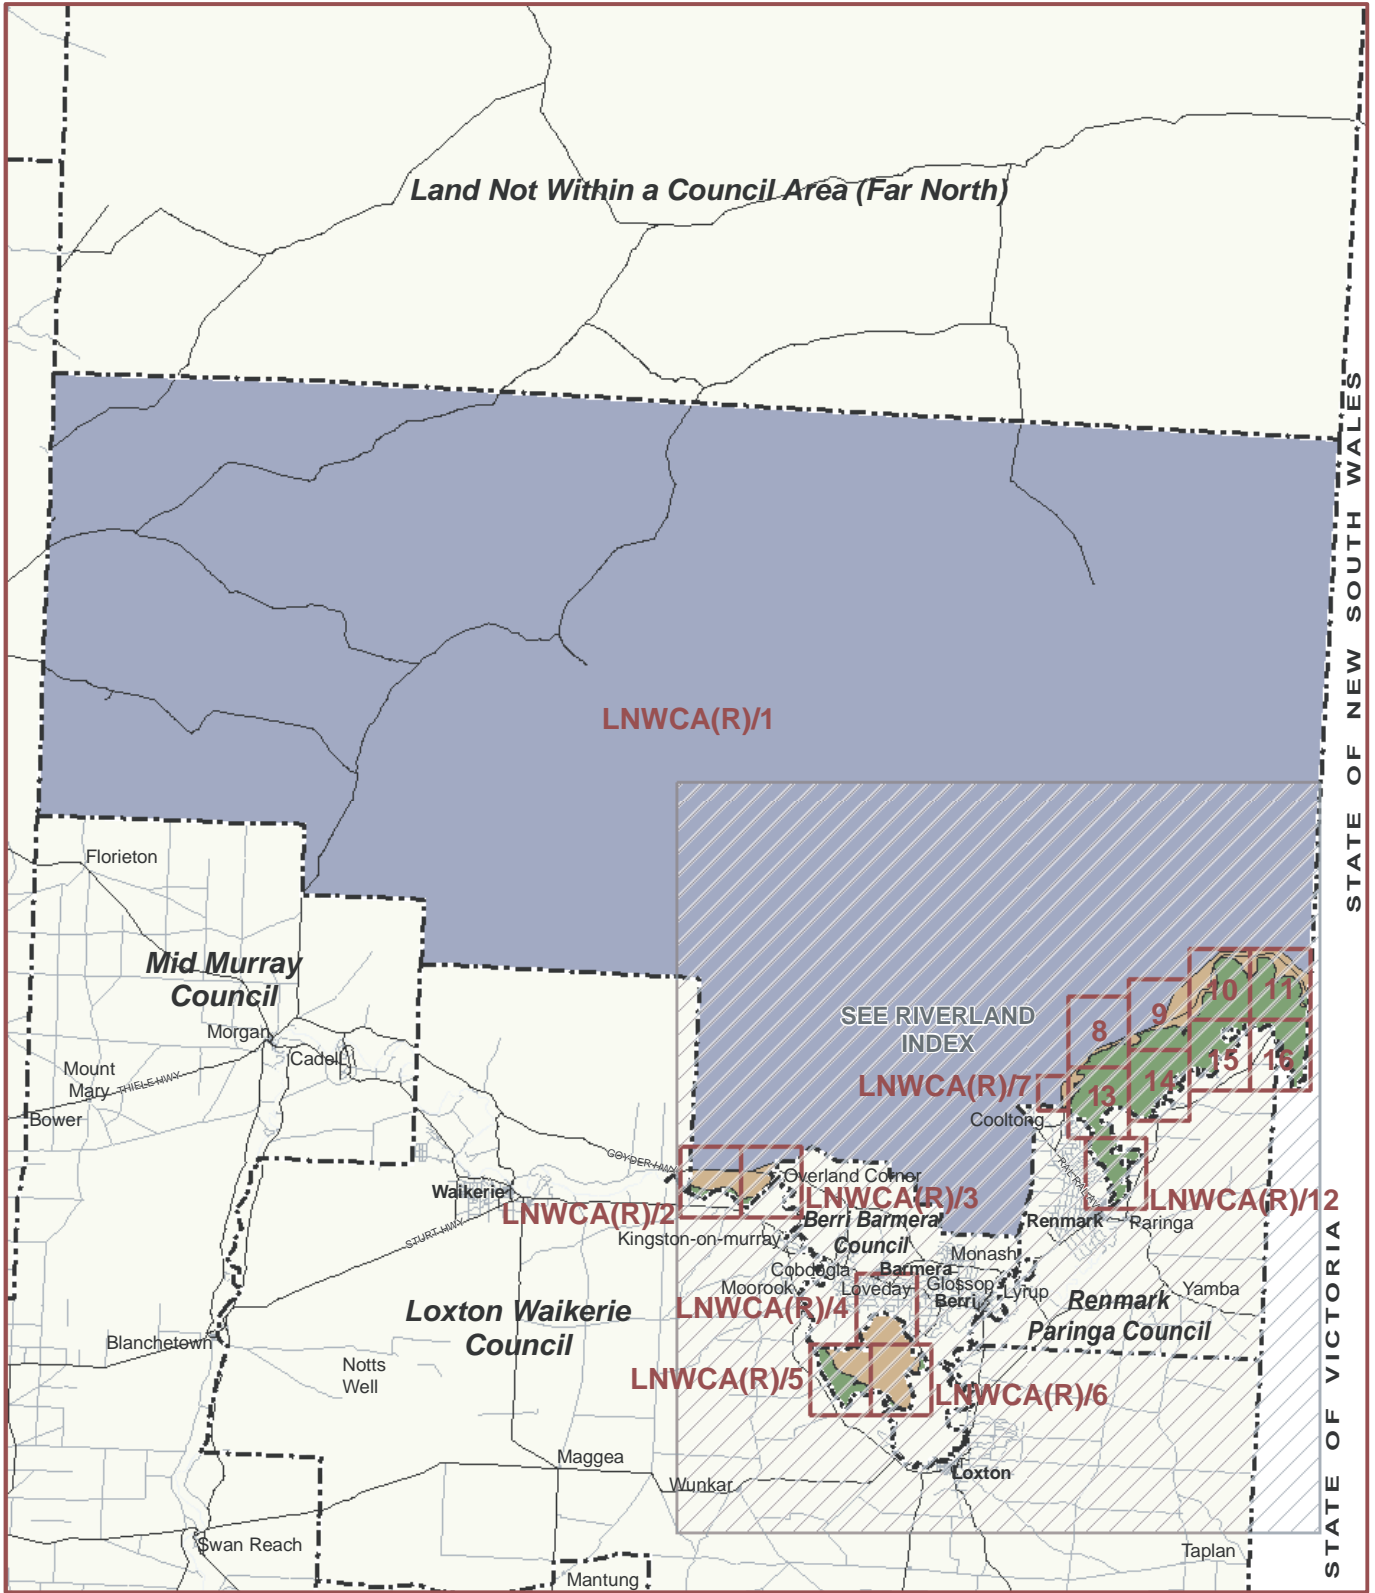 Land Not Within a Council Area (Far North)
STATE OF NEW SOUTH WALES
LNWCA(R)/1
Florieton
Mid Murray
Council
Morgan
Cadell
Mount
Mary
THIELE HWY
Bower
SEE RIVERLAND
INDEX
10
11
9
8
15
16
14
13
LNWCA(R)/7
Cooltong
GOYDER HWY
Overland Corner
Waikerie
LNWCA(R)/2
LNWCA(R)/3
LNWCA(R)/12
Kingston-on-murray
Berri Barmera
Council
Renmark
Paringa
STURT HWY
Monash
Cobdogla
Barmera
Moorook
Loveday
Glossop
Berri
Lyrup
Yamba
LNWCA(R)/4
Renmark
Paringa Council
Loxton Waikerie
Council
Blanchetown
Notts
Well
LNWCA(R)/5
LNWCA(R)/6
STATE OF VICTORIA
Maggea
Wunkar
Loxton
Swan Reach
Taplan
Mantung